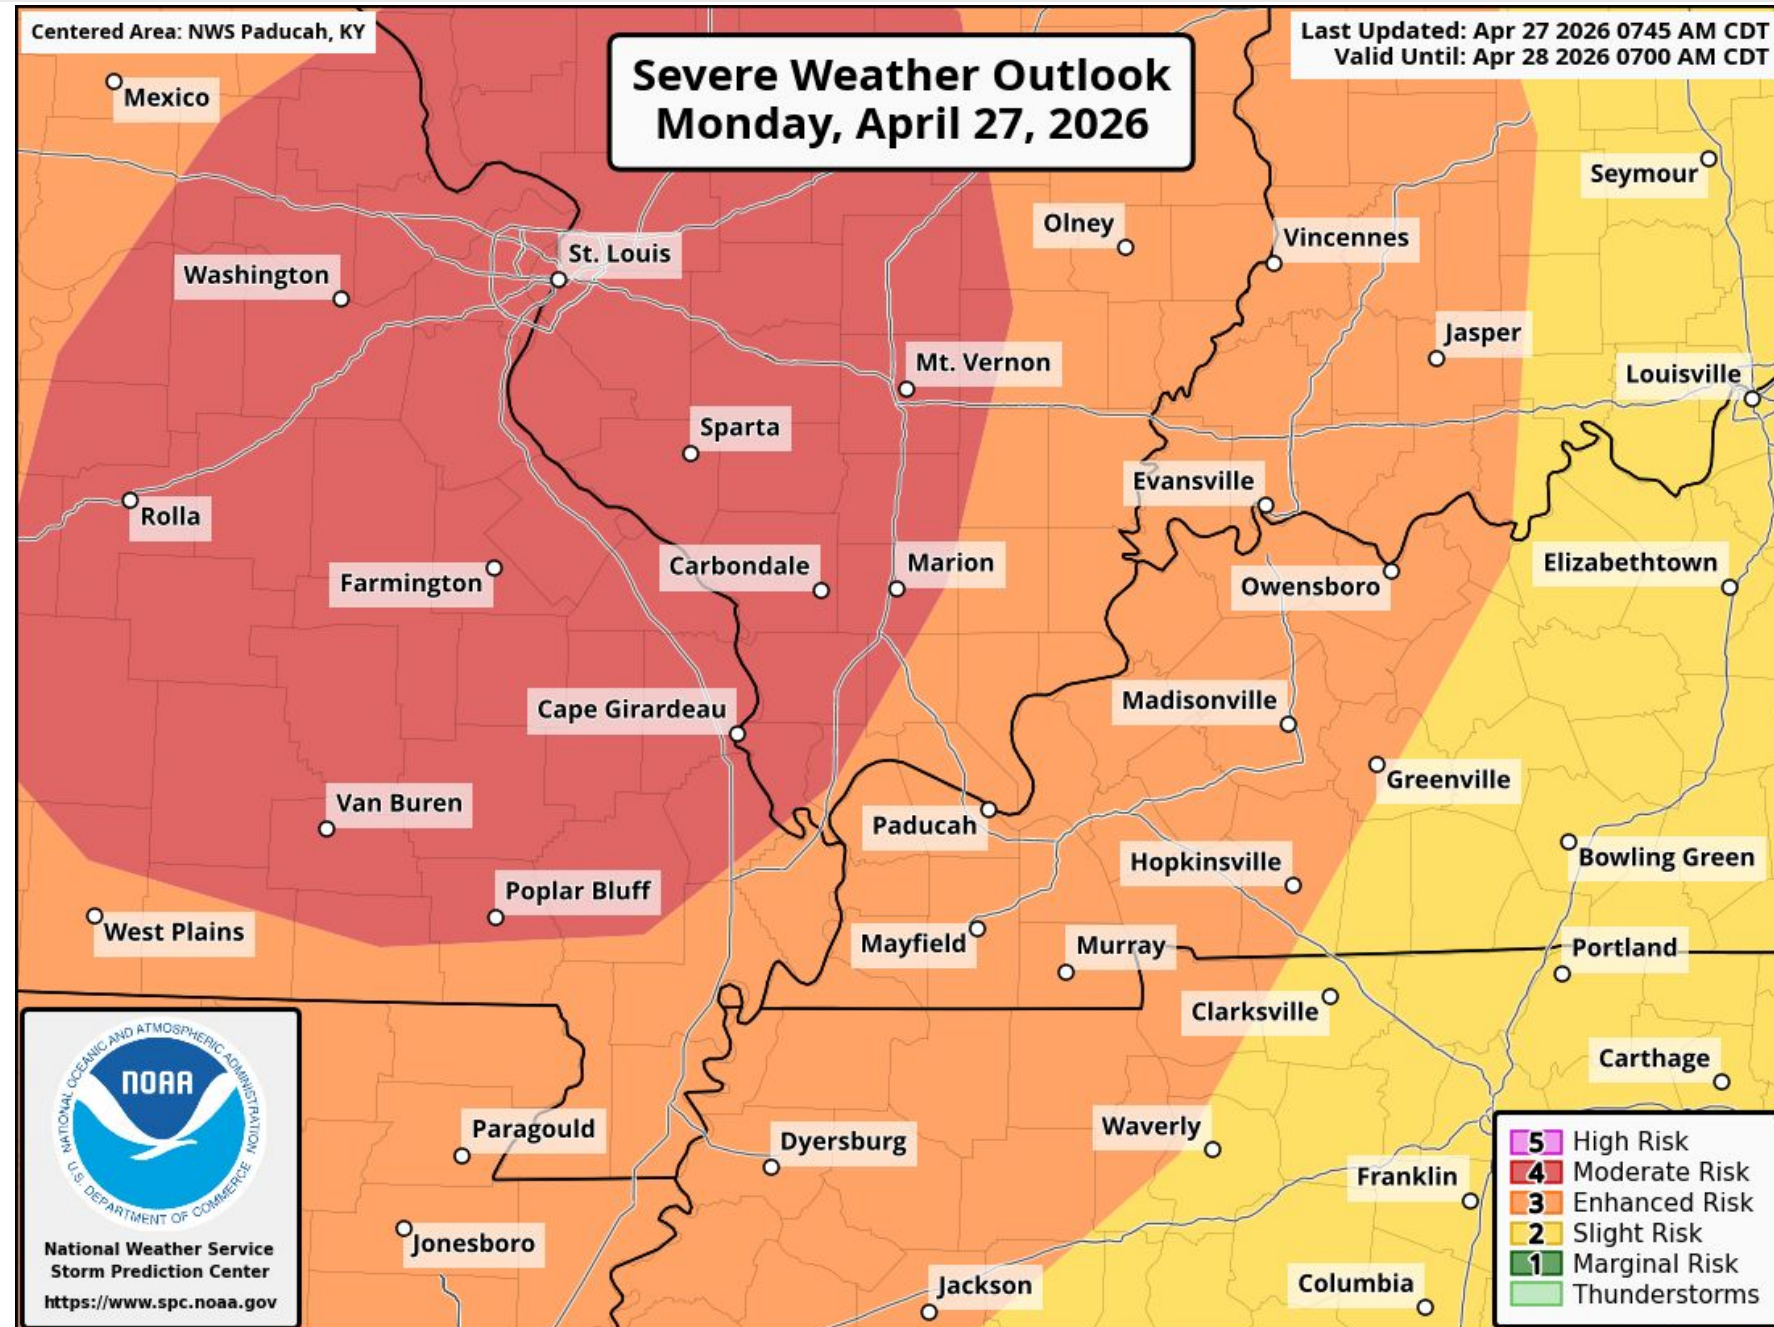 Centered Area: NWS Paducah, KY
Last Updated: Apr 27 2026 0745 AM CDT
Valid Until: Apr 28 2026 0700 AM CDT
Severe Weather Outlook
Monday, April 27, 2026
Mexico
Seymour
Olney
Vincennes
St. Louis
Washington
Jasper
Mt. Vernon
Louisville
Sparta
Evansville
Rolla
Farmington
Carbondale
Marion
Owensboro
Elizabethtown
Cape Girardeau
Madisonville
Greenville
Van Buren
Paducah
Hopkinsville
Bowling Green
Poplar Bluff
West Plains
Mayfield
Murray
Portland
Clarksville
Carthage
Paragould
Dyersburg
Waverly
Franklin
Jonesboro
Jackson
Columbia
NATIONAL OCEANIC AND ATMOSPHERIC ADMINISTRATION
NOAA
U.S. DEPARTMENT OF COMMERCE
National Weather Service
Storm Prediction Center
https://www.spc.noaa.gov
5 High Risk
4 Moderate Risk
3 Enhanced Risk
2 Slight Risk
1 Marginal Risk
Thunderstorms